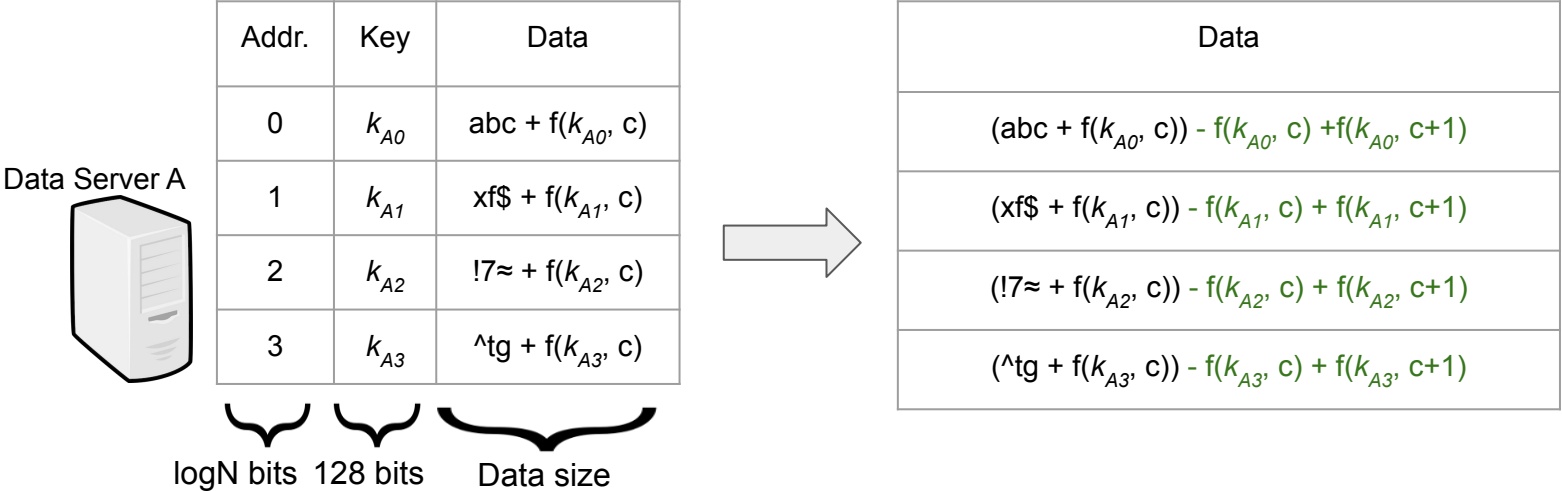 Addr. Key Data
0 k_A0 abc + f(k_A0, c)
1 k_A1 xf$ + f(k_A1, c)
2 k_A2 !7≈ + f(k_A2, c)
3 k_A3 ^tg + f(k_A3, c)
Data Server A
logN bits 128 bits Data size
Data
(abc + f(k_A0, c)) - f(k_A0, c) +f(k_A0, c+1)
(xf$ + f(k_A1, c)) - f(k_A1, c) + f(k_A1, c+1)
(!7≈ + f(k_A2, c)) - f(k_A2, c) + f(k_A2, c+1)
(^tg + f(k_A3, c)) - f(k_A3, c) + f(k_A3, c+1)